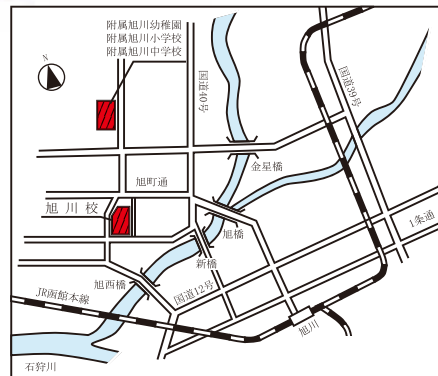 附属旭川幼稚園
附属旭川小学校
附属旭川中学校
N
国道40号
国道39号
金星橋
旭町通
旭川校
旭橋
1条通
新橋
旭西橋
国道12号
JR函館本線
旭川
石狩川